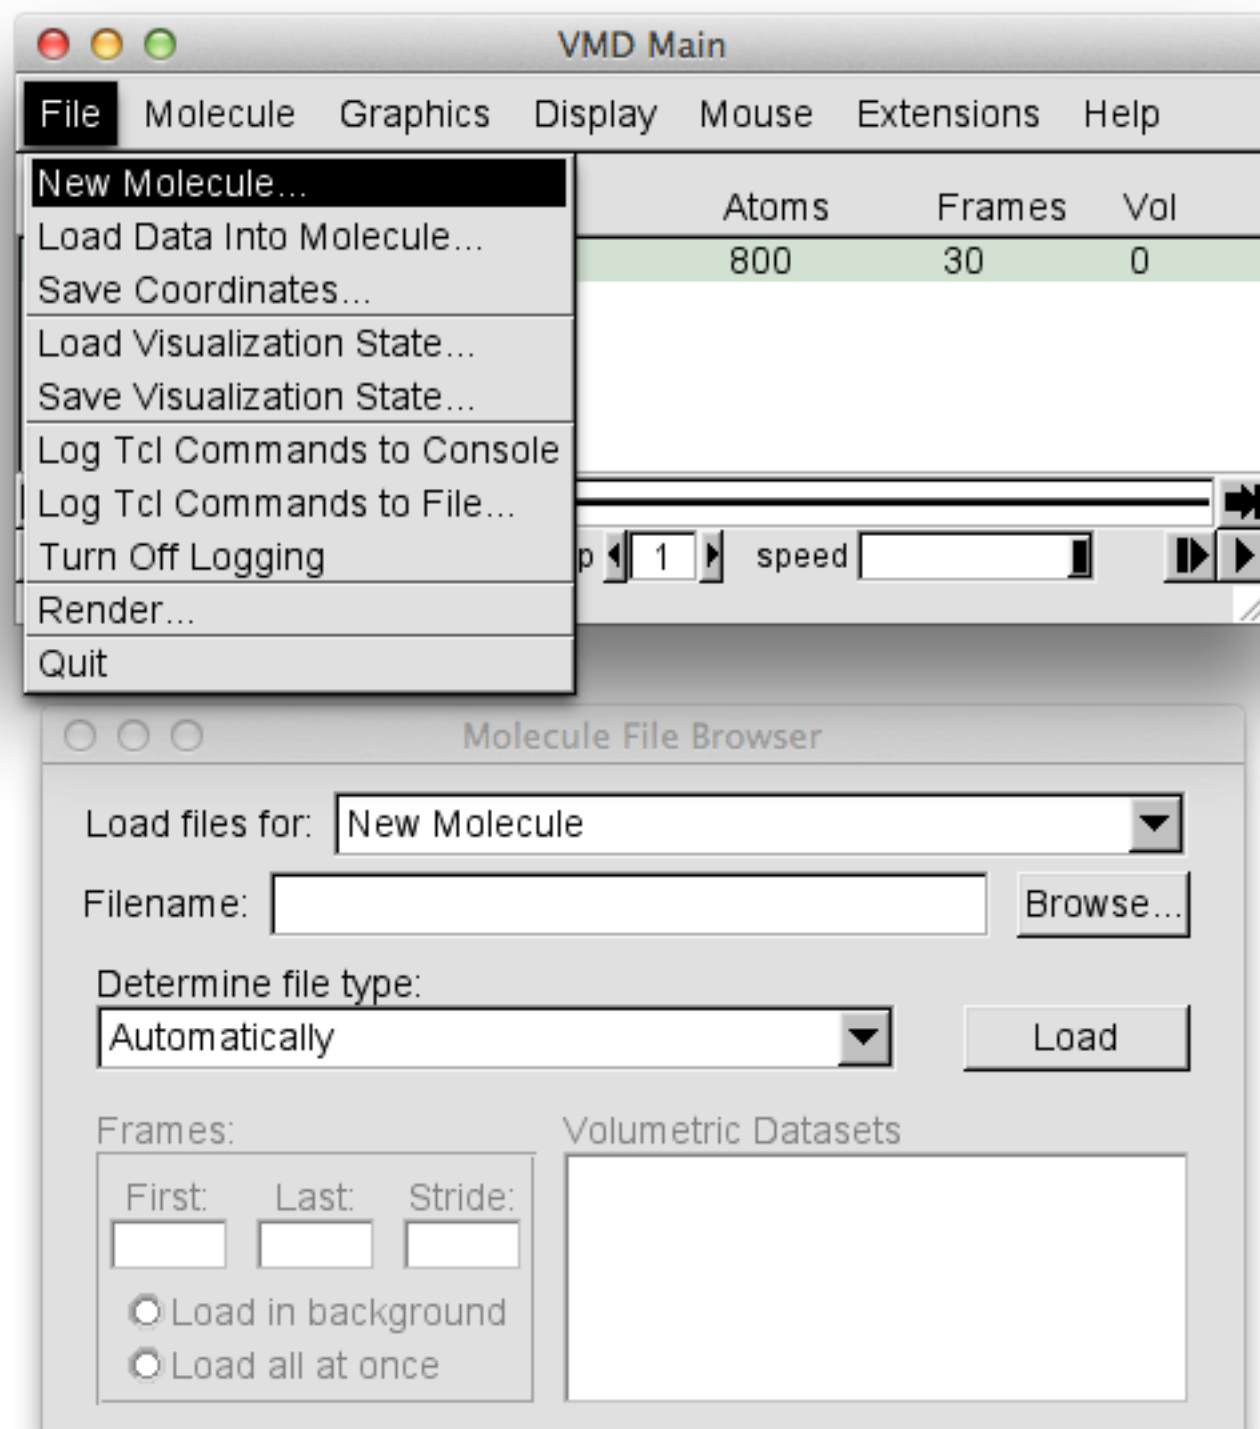 VMD Main
File Molecule Graphics Display Mouse Extensions Help
New Molecule...
Load Data Into Molecule...
Save Coordinates...
Load Visualization State...
Save Visualization State...
Log Tcl Commands to Console
Log Tcl Commands to File...
Turn Off Logging
Render...
Quit
Atoms Frames Vol
800 30 0
p 1 speed
Molecule File Browser
Load files for: New Molecule
Filename: Browse...
Determine file type:
Automatically Load
Frames: Volumetric Datasets
First: Last: Stride:
Load in background
Load all at once